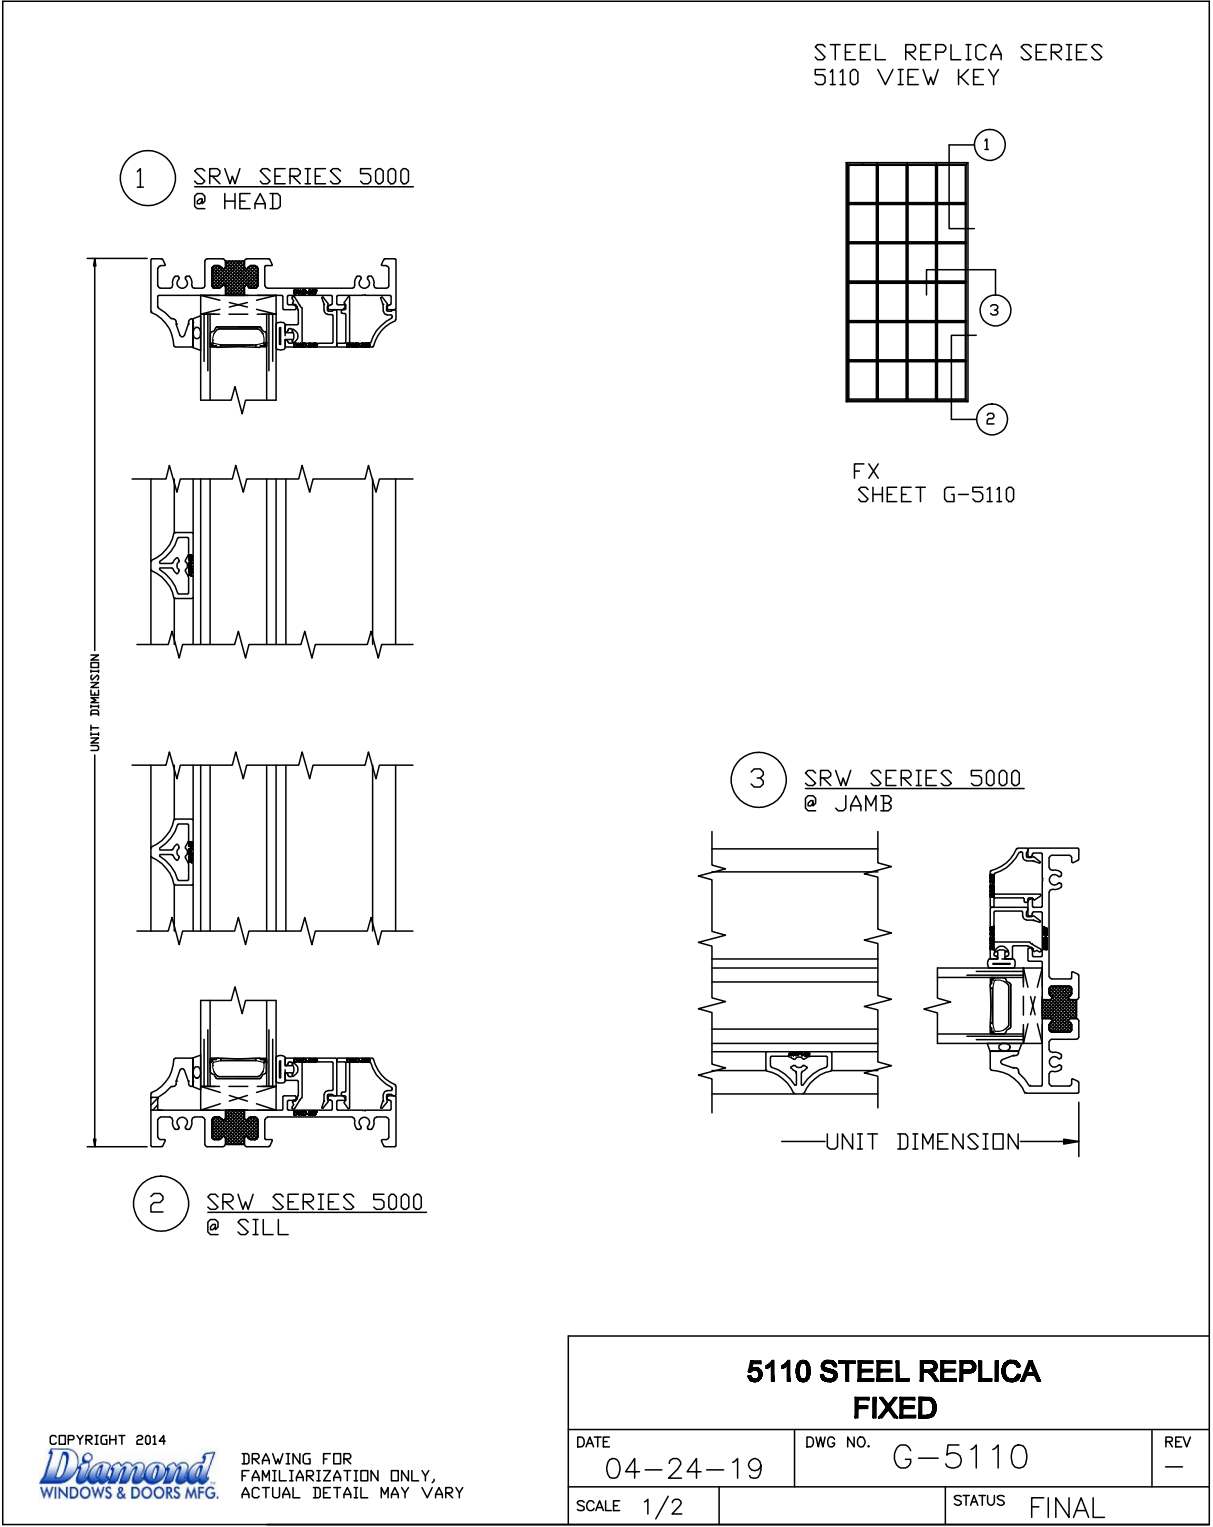 STEEL REPLICA SERIES
5110 VIEW KEY
1
SRW SERIES 5000
@ HEAD
1
3
2
FX
SHEET G-5110
UNIT DIMENSION
3
SRW SERIES 5000
@ JAMB
UNIT DIMENSION
2
SRW SERIES 5000
@ SILL
5110 STEEL REPLICA
FIXED
DATE
04-24-19
DWG NO.
G-5110
REV
-
SCALE 1/2
STATUS FINAL
COPYRIGHT 2014
Diamond
WINDOWS & DOORS MFG.
DRAWING FOR
FAMILIARIZATION ONLY,
ACTUAL DETAIL MAY VARY